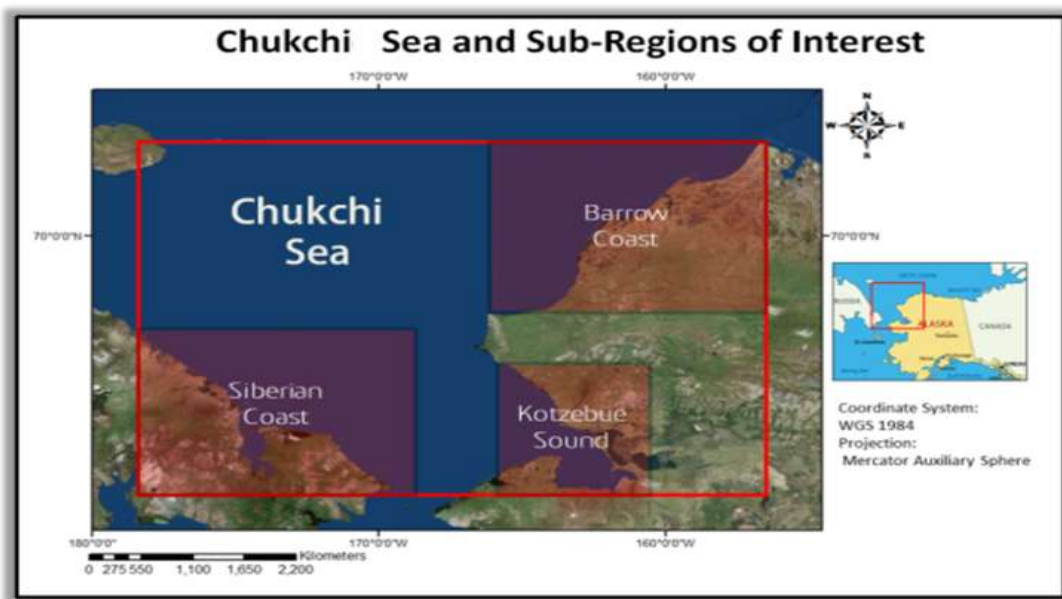 Chukchi Sea and Sub-Regions of Interest
170°0'0"W
160°0'0"W
N
W
E
S
Chukchi
Sea
Barrow
Coast
70°0'0"N
70°0'0"N
Siberian
Coast
Kotzebue
Sound
RUSSIA
ALASKA
CANADA
Coordinate System:
WGS 1984
Projection:
Mercator Auxiliary Sphere
180°0'0"
170°0'0"W
160°0'0"W
Kilometers
0 275 550 1,100 1,650 2,200